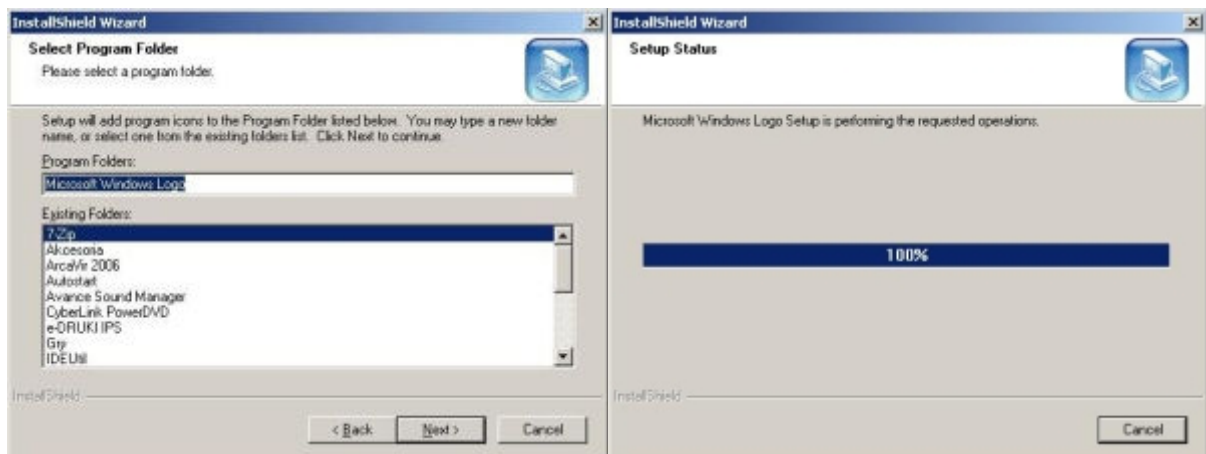 InstallShield Wizard
Select Program Folder
Please select a program folder.
Setup will add program icons to the Program Folder listed below. You may type a new folder
name, or select one from the existing folders list. Click Next to continue.
Program Folders:
Microsoft Windows Logo
Existing Folders:
7-Zip
Akcesoria
ArcaVir 2006
Autostart
Avance Sound Manager
CyberLink PowerDVD
e-DRUKI IPS
Gry
IDEUtil
InstallShield
< Back
Next >
Cancel
InstallShield Wizard
Setup Status
Microsoft Windows Logo Setup is performing the requested operations.
100%
InstallShield
Cancel